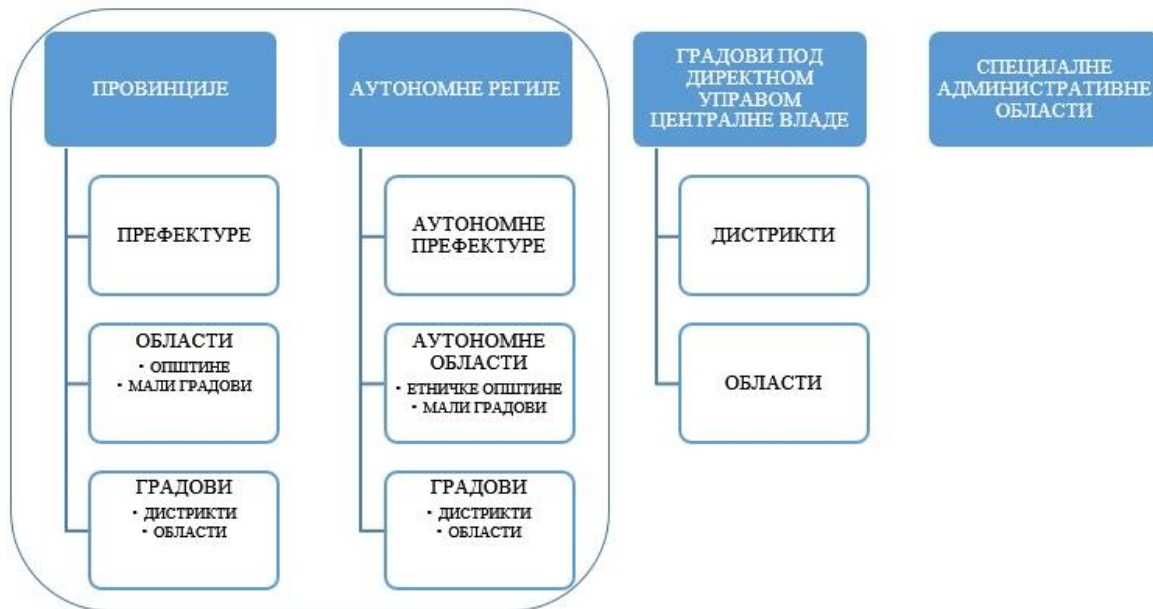 ПРОВИНЦИЈЕ
ПРЕФЕКТУРЕ
ОБЛАСТИ
• ОПШТИНЕ
• МАЛИ ГРАДОВИ
ГРАДОВИ
• ДИСТРИКТИ
• ОБЛАСТИ
АУТОНОМНЕ РЕГИЈЕ
АУТОНОМНЕ
ПРЕФЕКТУРЕ
АУТОНОМНЕ
ОБЛАСТИ
• ЕТНИЧКЕ ОПШТИНЕ
• МАЛИ ГРАДОВИ
ГРАДОВИ
• ДИСТРИКТИ
• ОБЛАСТИ
ГРАДОВИ ПОД
ДИРЕКТНОМ
УПРАВОМ
ЦЕНТРАЛНЕ ВЛАДЕ
ДИСТРИКТИ
ОБЛАСТИ
СПЕЦИЈАЛНЕ
АДМИНИСТРАТИВНЕ
ОБЛАСТИ